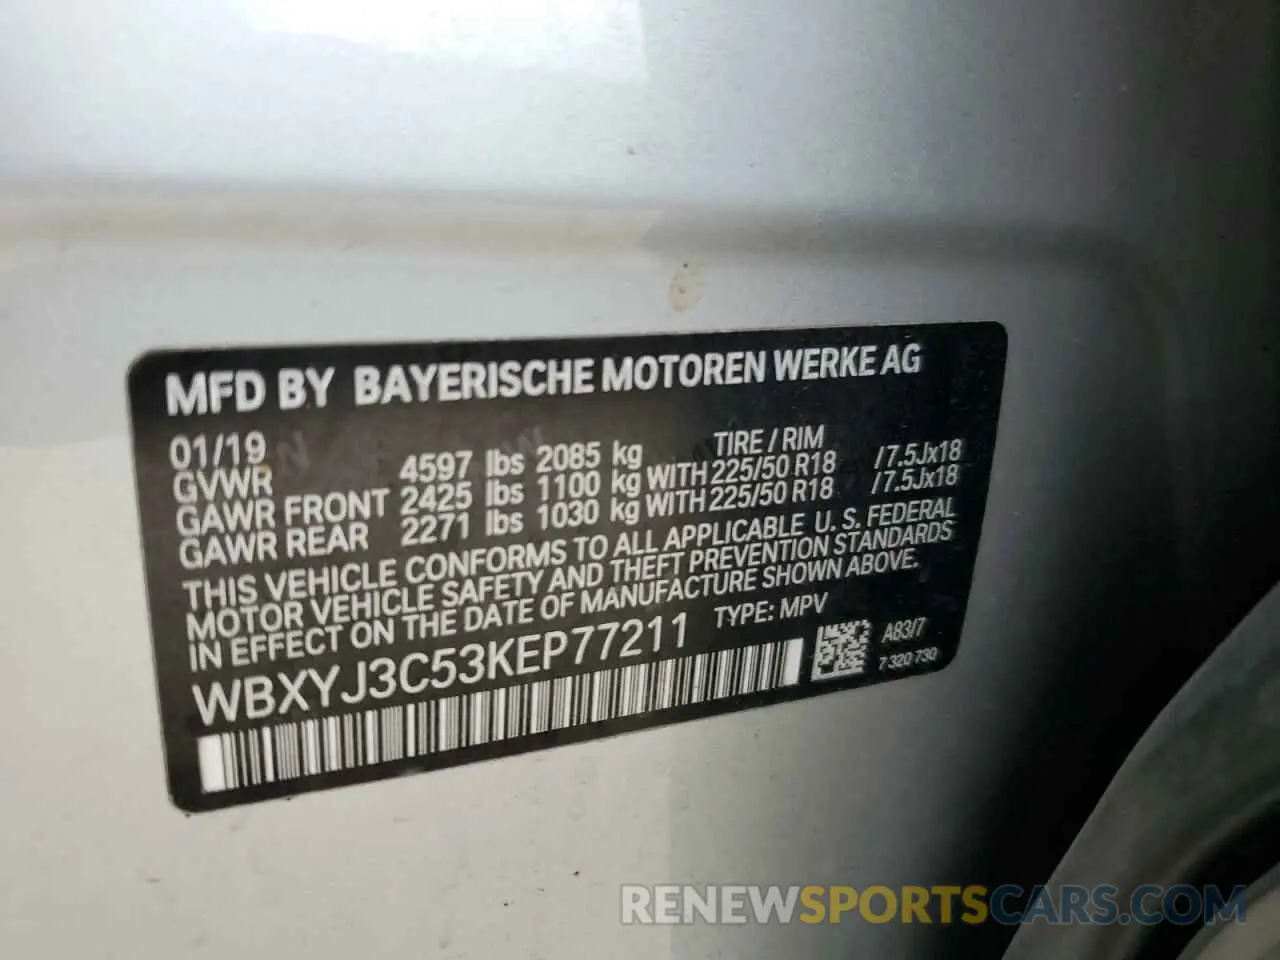 MFD BY BAYERISCHE MOTOREN WERKE AG
01/19 TIRE / RIM
GVWR 4597 lbs 2085 kg
GAWR FRONT 2425 lbs 1100 kg WITH 225/50 R18 /7.5Jx18
GAWR REAR 2271 lbs 1030 kg WITH 225/50 R18 /7.5Jx18
THIS VEHICLE CONFORMS TO ALL APPLICABLE U. S. FEDERAL
MOTOR VEHICLE SAFETY AND THEFT PREVENTION STANDARDS
IN EFFECT ON THE DATE OF MANUFACTURE SHOWN ABOVE.
WBXYJ3C53KEP77211 TYPE: MPV
A83/7
7 320 730
RENEWSPORTSCARS.COM